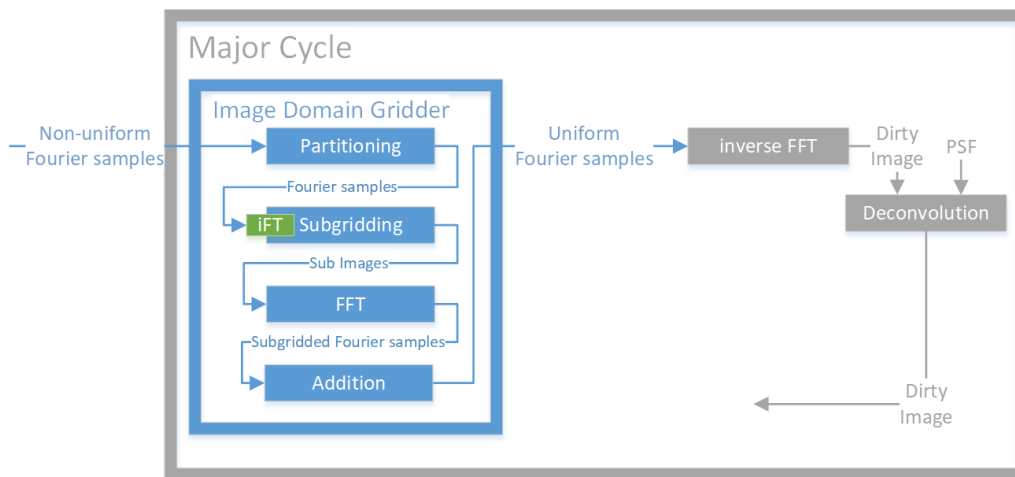 Major Cycle
Image Domain Gridder
Non-uniform
Fourier samples
Partitioning
Fourier samples
iFT
Subgridding
Sub Images
FFT
Subgridded Fourier samples
Addition
Uniform
Fourier samples
inverse FFT
Dirty
Image
PSF
Deconvolution
Dirty
Image